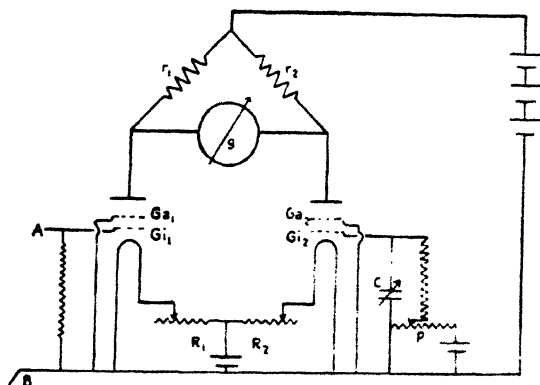 r₁ r₂
g
Ga₁ Ga₂
A Gi₁ Gi₂
C
R₁ R₂ P
B